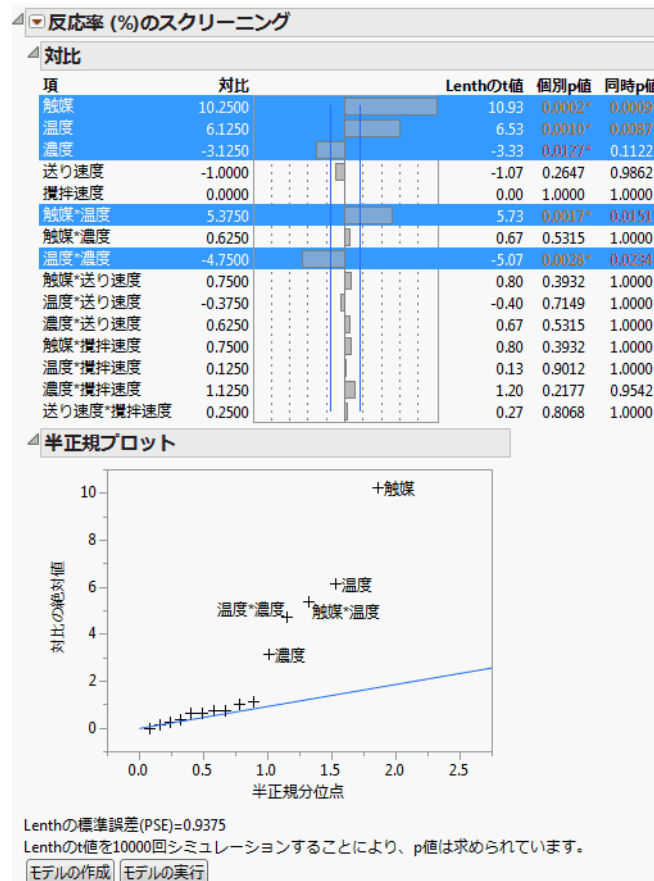 反応率 (%)のスクリーニング
対比
項 対比 Lenthのt値 個別p値 同時p値
触媒 10.2500 10.93 0.0002* 0.0009
温度 6.1250 6.53 0.0010* 0.0087
濃度 -3.1250 -3.33 0.0127* 0.1122
送り速度 -1.0000 -1.07 0.2647 0.9862
攪拌速度 0.0000 0.00 1.0000 1.0000
触媒*温度 5.3750 5.73 0.0017* 0.0151
触媒*濃度 0.6250 0.67 0.5315 1.0000
温度*濃度 -4.7500 -5.07 0.0028* 0.0234
触媒*送り速度 0.7500 0.80 0.3932 1.0000
温度*送り速度 -0.3750 -0.40 0.7149 1.0000
濃度*送り速度 0.6250 0.67 0.5315 1.0000
触媒*攪拌速度 0.7500 0.80 0.3932 1.0000
温度*攪拌速度 0.1250 0.13 0.9012 1.0000
濃度*攪拌速度 1.1250 1.20 0.2177 0.9542
送り速度*攪拌速度 0.2500 0.27 0.8068 1.0000
半正規プロット
対比の絶対値
10
8
6
4
2
0
触媒
温度
温度*濃度
触媒*温度
濃度
0.0 0.5 1.0 1.5 2.0 2.5
半正規分位点
Lenthの標準誤差(PSE)=0.9375
Lenthのt値を10000回シミュレーションすることにより、p値は求められています。
モデルの作成 モデルの実行